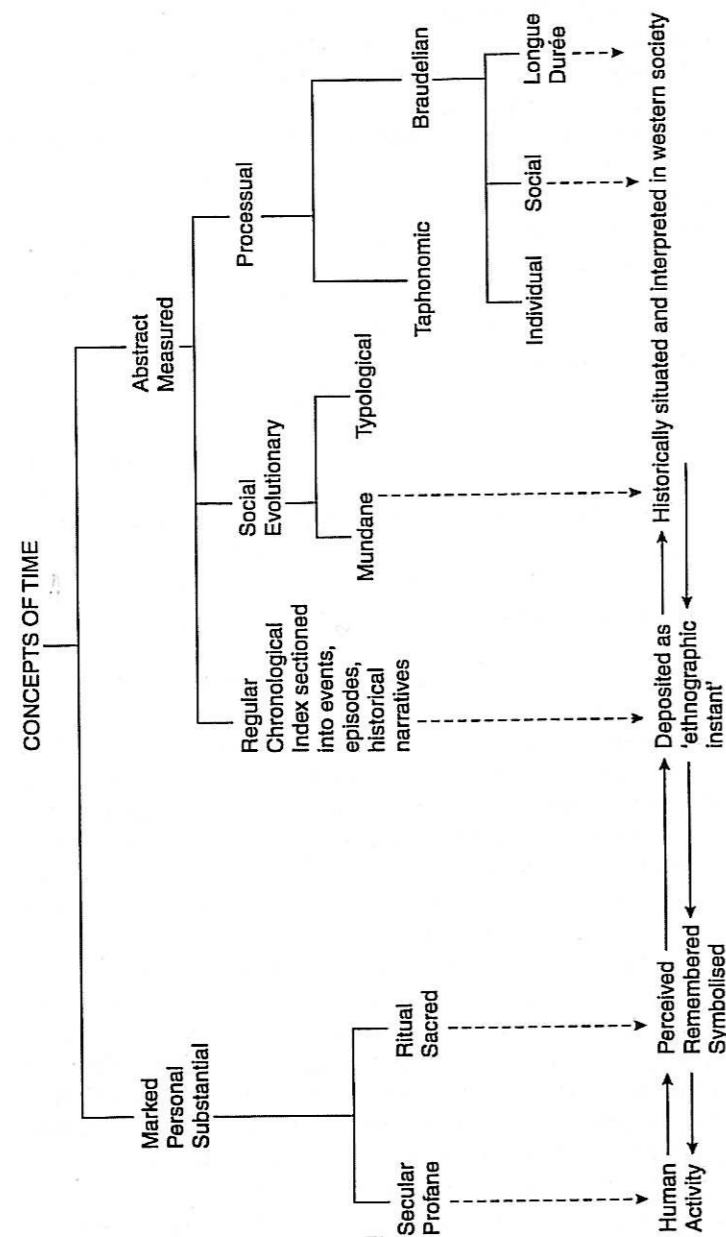 CONCEPTS OF TIME
Marked
Personal
Substantial
Abstract
Measured
Secular
Profane
Ritual
Sacred
Regular
Chronological
Index sectioned
into events,
episodes,
historical
narratives
Social
Evolutionary
Processual
Mundane
Typological
Taphonomic
Braudelian
Individual
Social
Longue
Durée
Human
Activity
Perceived
Remembered
Symbolised
Deposited as
'ethnographic
instant'
Historically situated and interpreted in western society